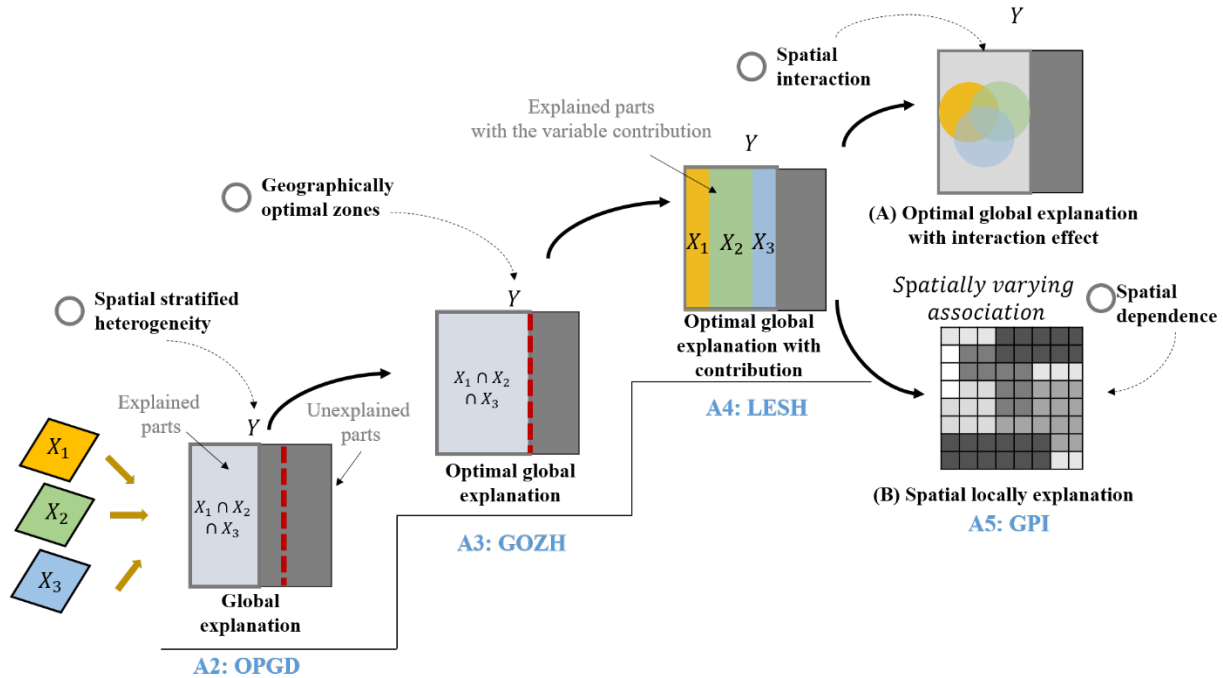 Y
Spatial
interaction
Explained parts
with the variable contribution
Y
X₁
X₂
X₃
(A) Optimal global explanation
with interaction effect
Geographically
optimal zones
Y
X₁ ∩ X₂
∩ X₃
Optimal global
explanation
A3: GOZH
Optimal global
explanation with
contribution
A4: LESH
Spatially varying
association
Spatial
dependence
(B) Spatial locally explanation
A5: GPI
Spatial stratified
heterogeneity
Explained
parts
Y
Unexplained
parts
X₁
X₂
X₃
X₁ ∩ X₂
∩ X₃
Global
explanation
A2: OPGD